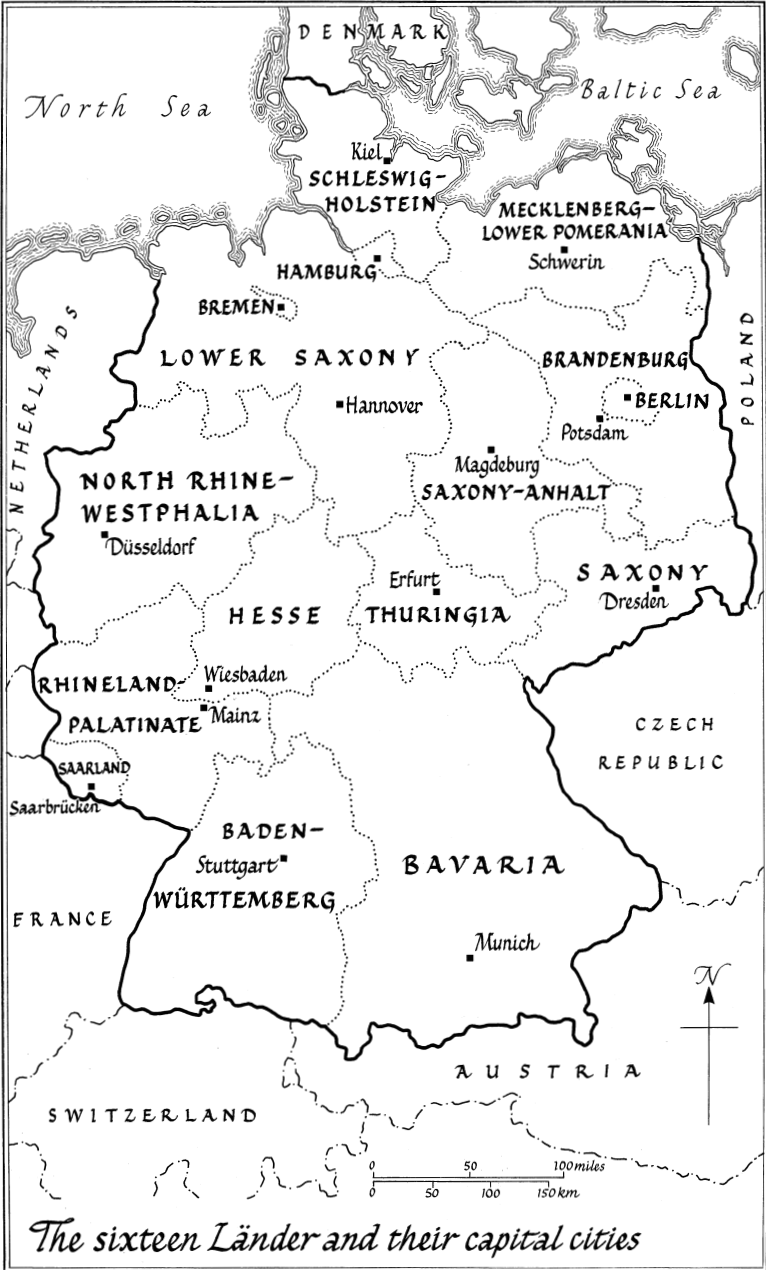 DENMARK
North Sea
Baltic Sea
Kiel
SCHLESWIG-
HOLSTEIN
MECKLENBERG-
LOWER POMERANIA
Schwerin
HAMBURG
BREMEN
LOWER SAXONY
Hannover
BRANDENBURG
BERLIN
Potsdam
NETHERLANDS
POLAND
NORTH RHINE-
WESTPHALIA
Düsseldorf
Magdeburg
SAXONY-ANHALT
SAXONY
Dresden
Erfurt
THURINGIA
HESSE
Wiesbaden
RHINELAND-
PALATINATE
Mainz
SAARLAND
Saarbrücken
CZECH
REPUBLIC
BADEN-
Stuttgart
WÜRTTEMBERG
BAVARIA
Munich
FRANCE
N
AUSTRIA
SWITZERLAND
0 50 100 miles
0 50 100 150 km
The sixteen Länder and their capital cities